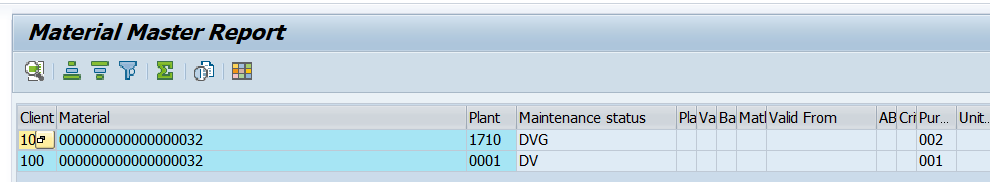 Material Master Report
Client Material Plant Maintenance status Pla Va Ba Matl Valid From AB Cri Pur... Unit...
10 000000000000000032 1710 DVG 002
100 000000000000000032 0001 DV 001